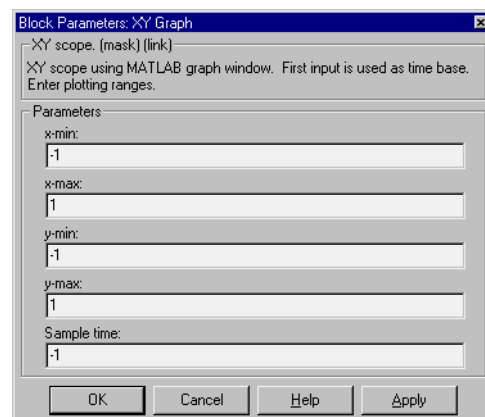 Block Parameters: XY Graph
XY scope. (mask) (link)
XY scope using MATLAB graph window.  First input is used as time base.
Enter plotting ranges.
Parameters
x-min:
-1
x-max:
1
y-min:
-1
y-max:
1
Sample time:
-1
OK Cancel Help Apply